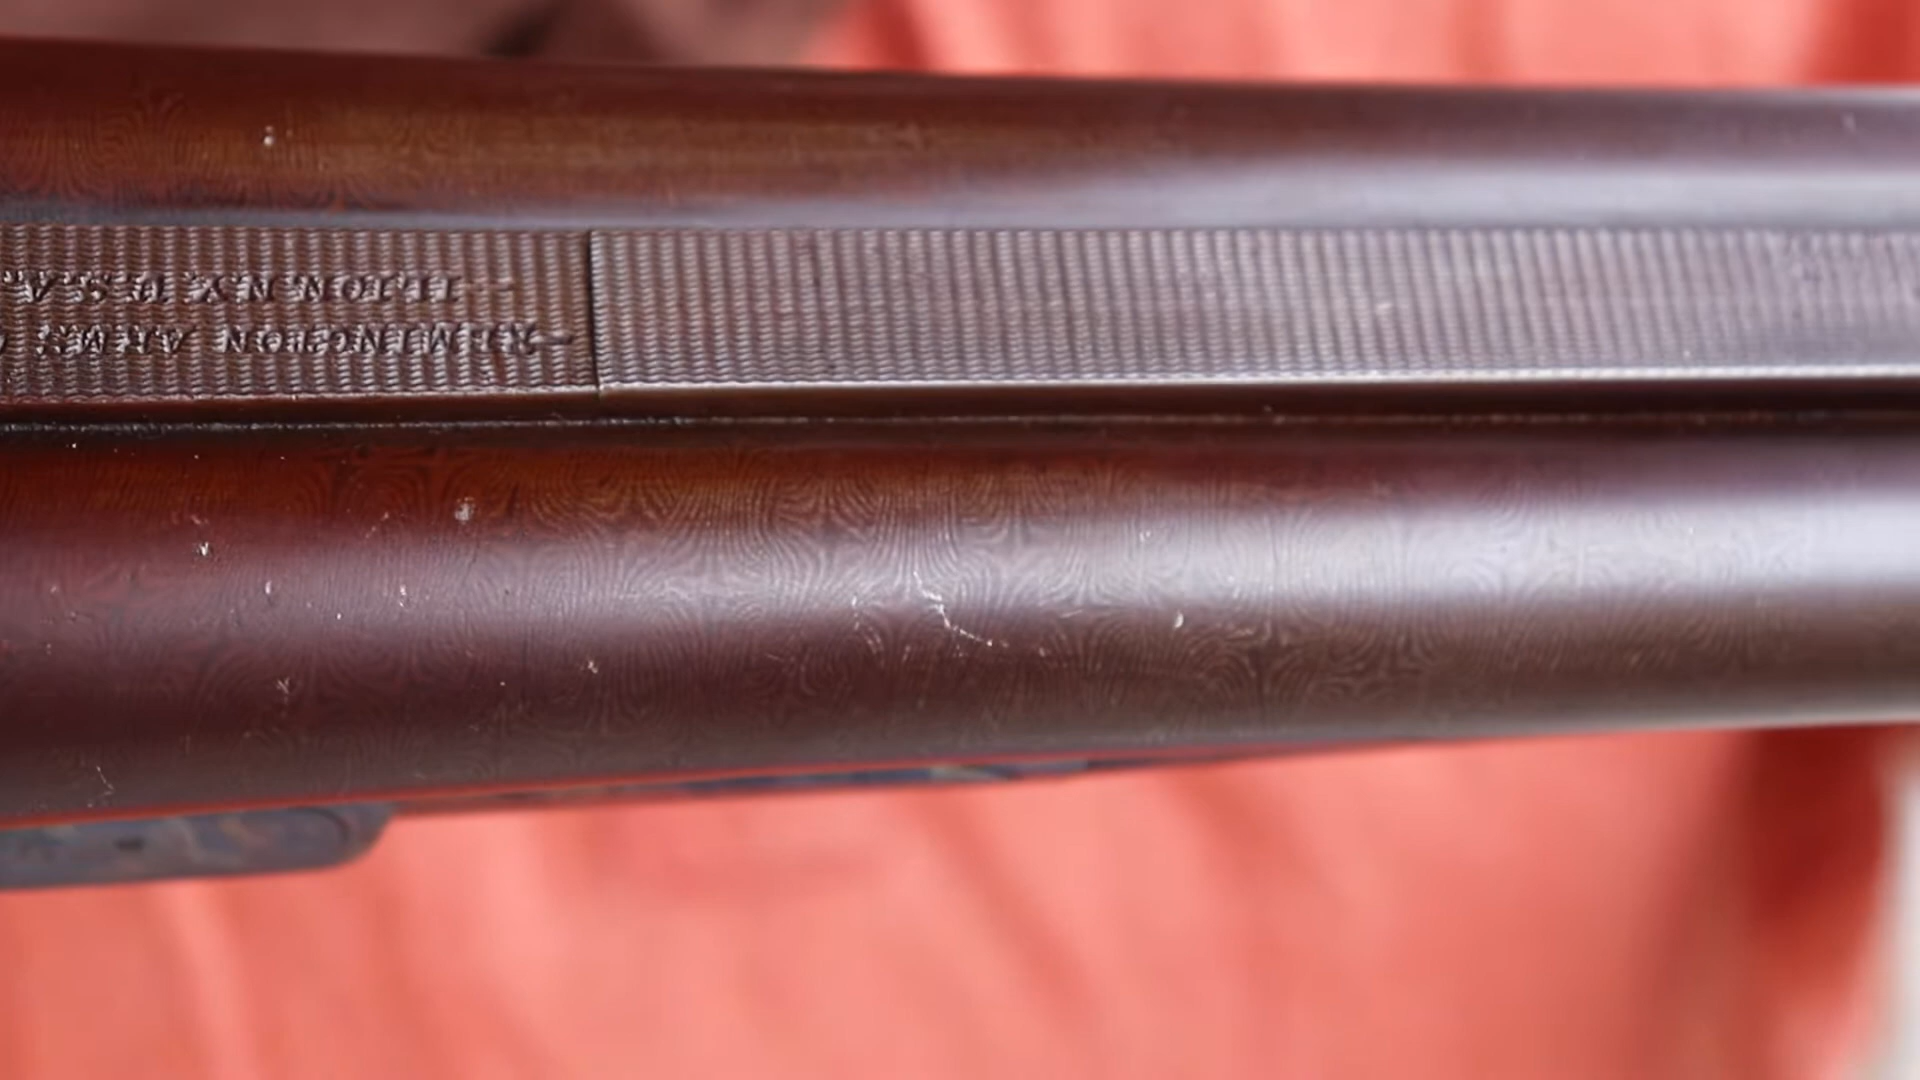 —REMINGTON ARMS
—ILION. N.Y. U.S.A.